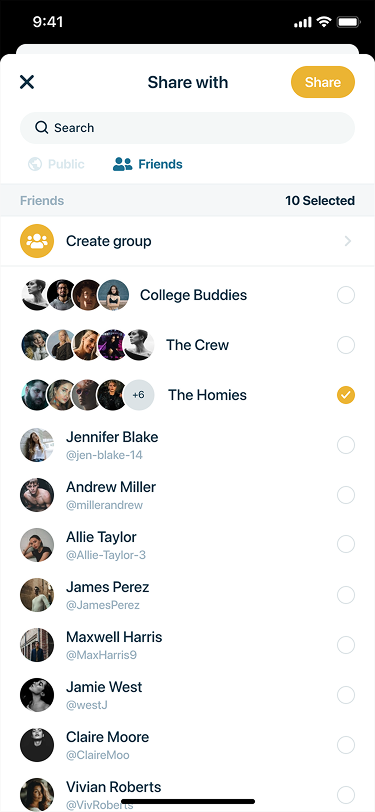 9:41
Share with
Share
Search
Public
Friends
Friends
10 Selected
Create group
College Buddies
The Crew
+6
The Homies
Jennifer Blake
@jen-blake-14
Andrew Miller
@millerandrew
Allie Taylor
@Allie-Taylor-3
James Perez
@JamesPerez
Maxwell Harris
@MaxHarris9
Jamie West
@westJ
Claire Moore
@ClaireMoo
Vivian Roberts
@VivRoberts